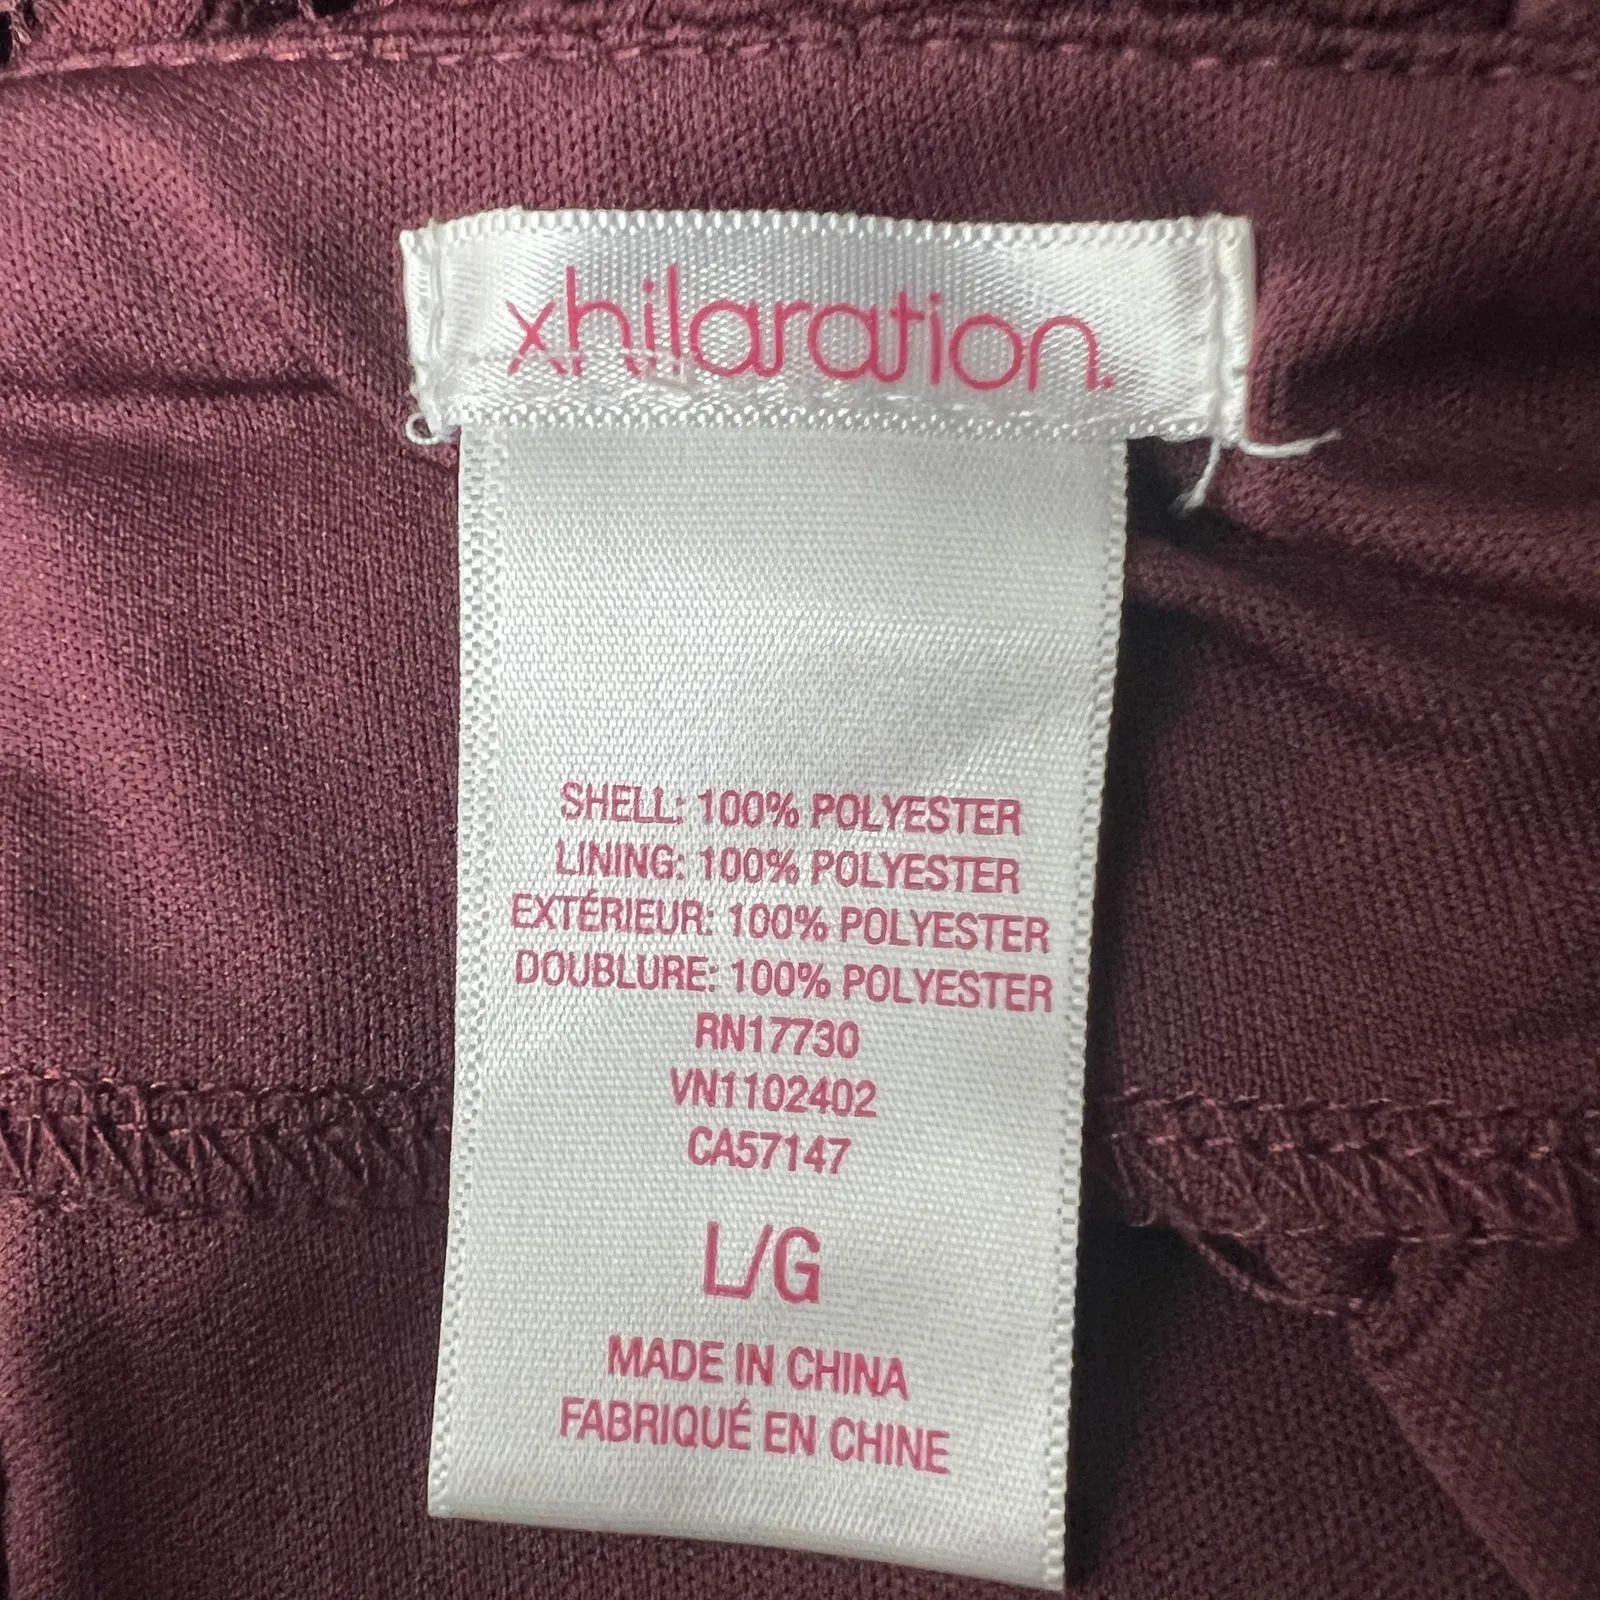 xhilaration.
SHELL: 100% POLYESTER
LINING: 100% POLYESTER
EXTÉRIEUR: 100% POLYESTER
DOUBLURE: 100% POLYESTER
RN17730
VN1102402
CA57147
L/G
MADE IN CHINA
FABRIQUÉ EN CHINE